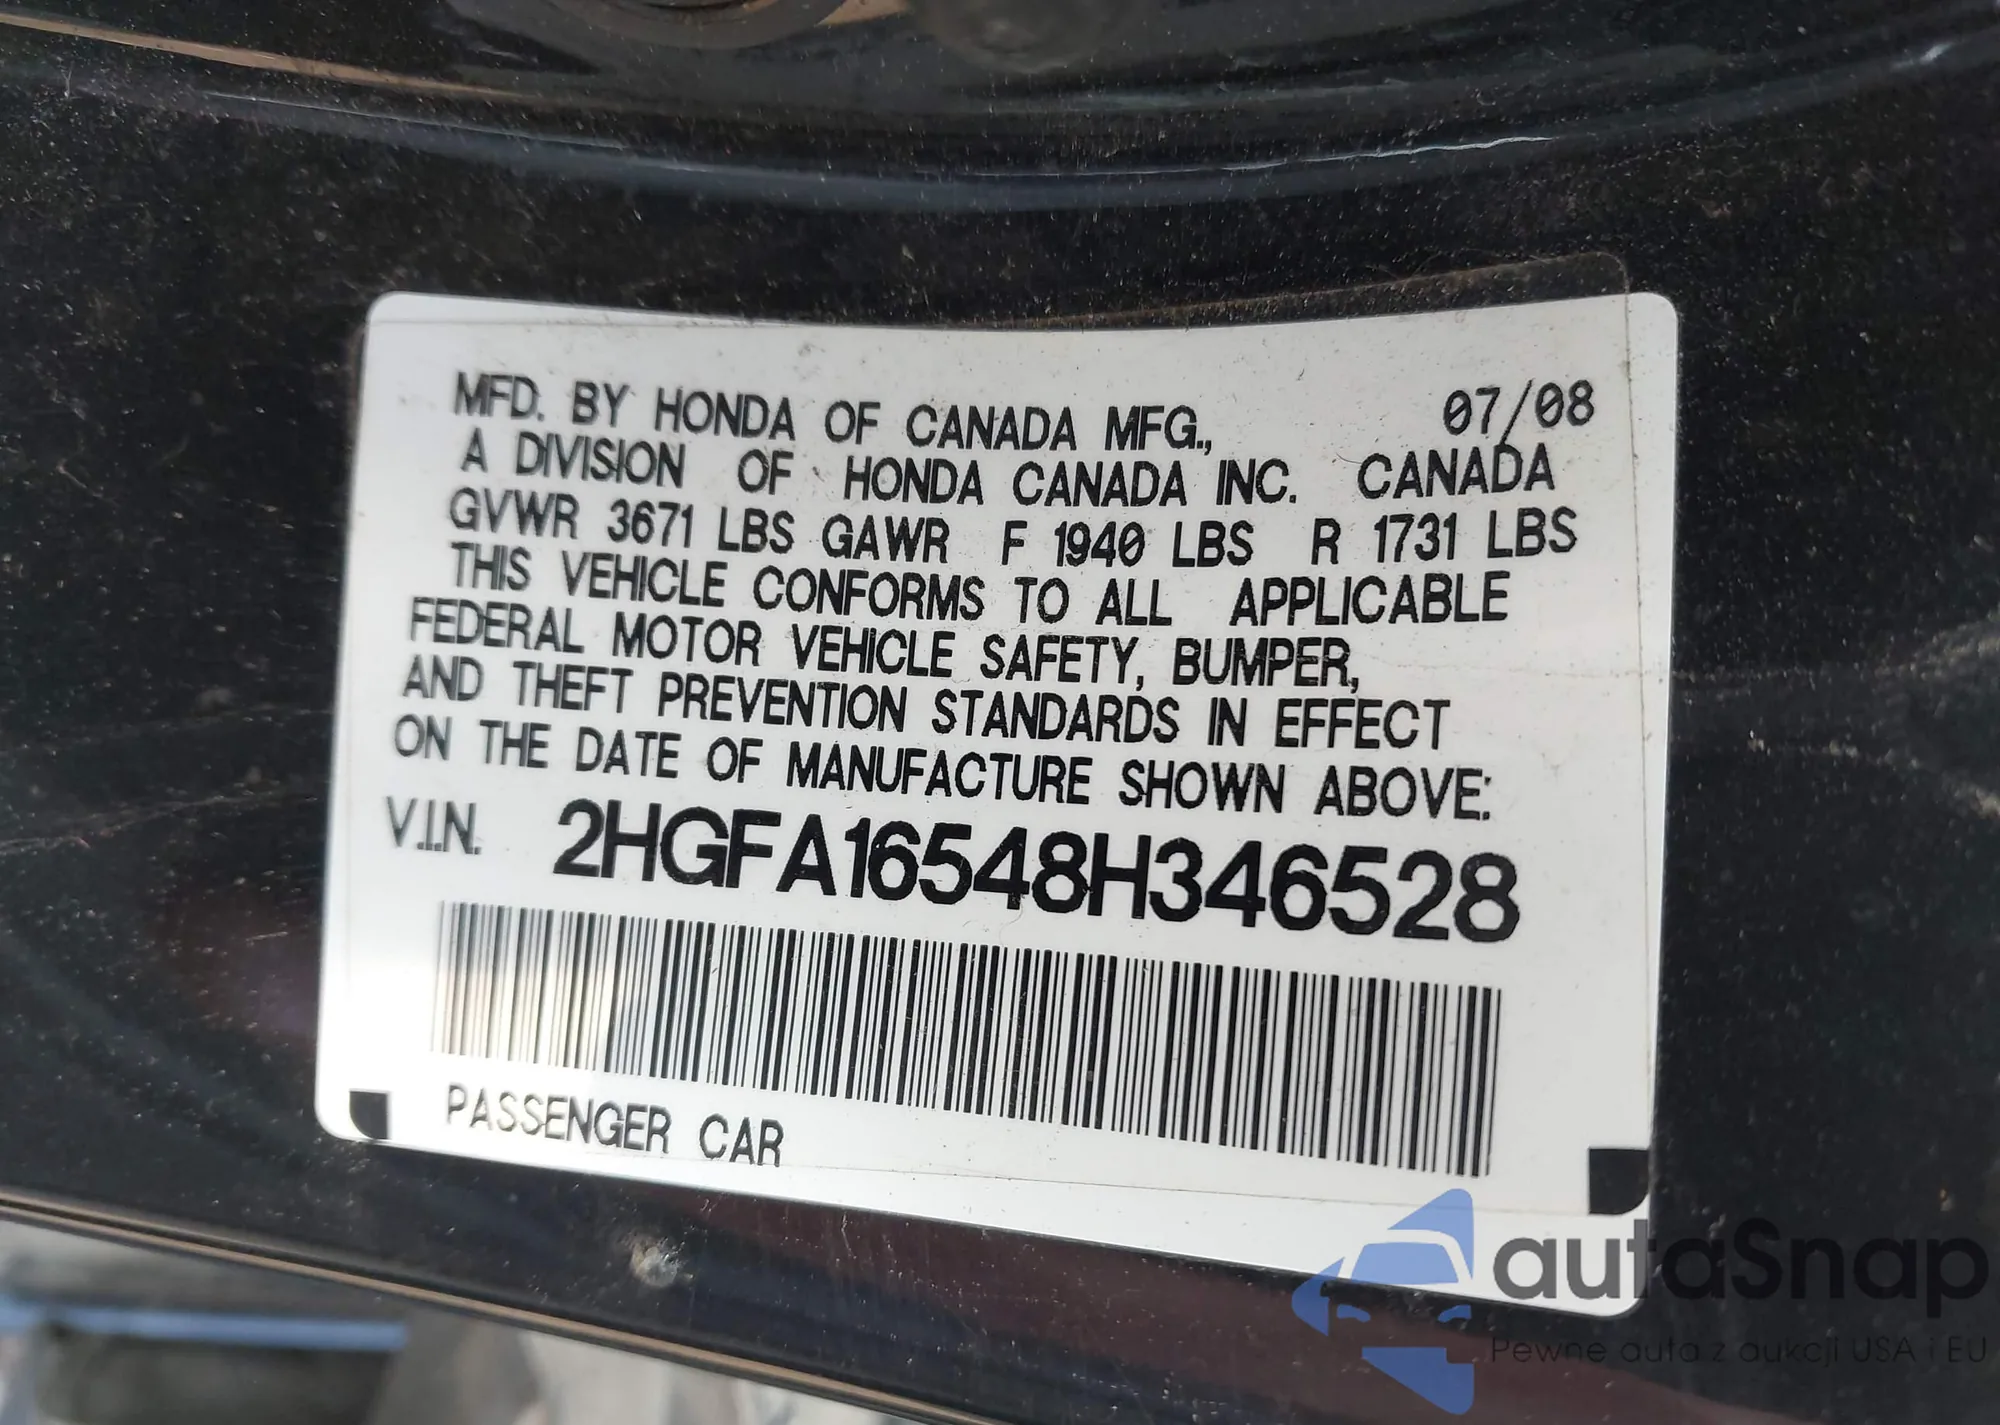 MFD. BY HONDA OF CANADA MFG., 07/08
A DIVISION OF HONDA CANADA INC. CANADA
GVWR 3671 LBS GAWR F 1940 LBS R 1731 LBS
THIS VEHICLE CONFORMS TO ALL APPLICABLE
FEDERAL MOTOR VEHICLE SAFETY, BUMPER,
AND THEFT PREVENTION STANDARDS IN EFFECT
ON THE DATE OF MANUFACTURE SHOWN ABOVE:
V.I.N. 2HGFA16548H346528
PASSENGER CAR
autaSnap
Pewne auta z aukcji USA i EU